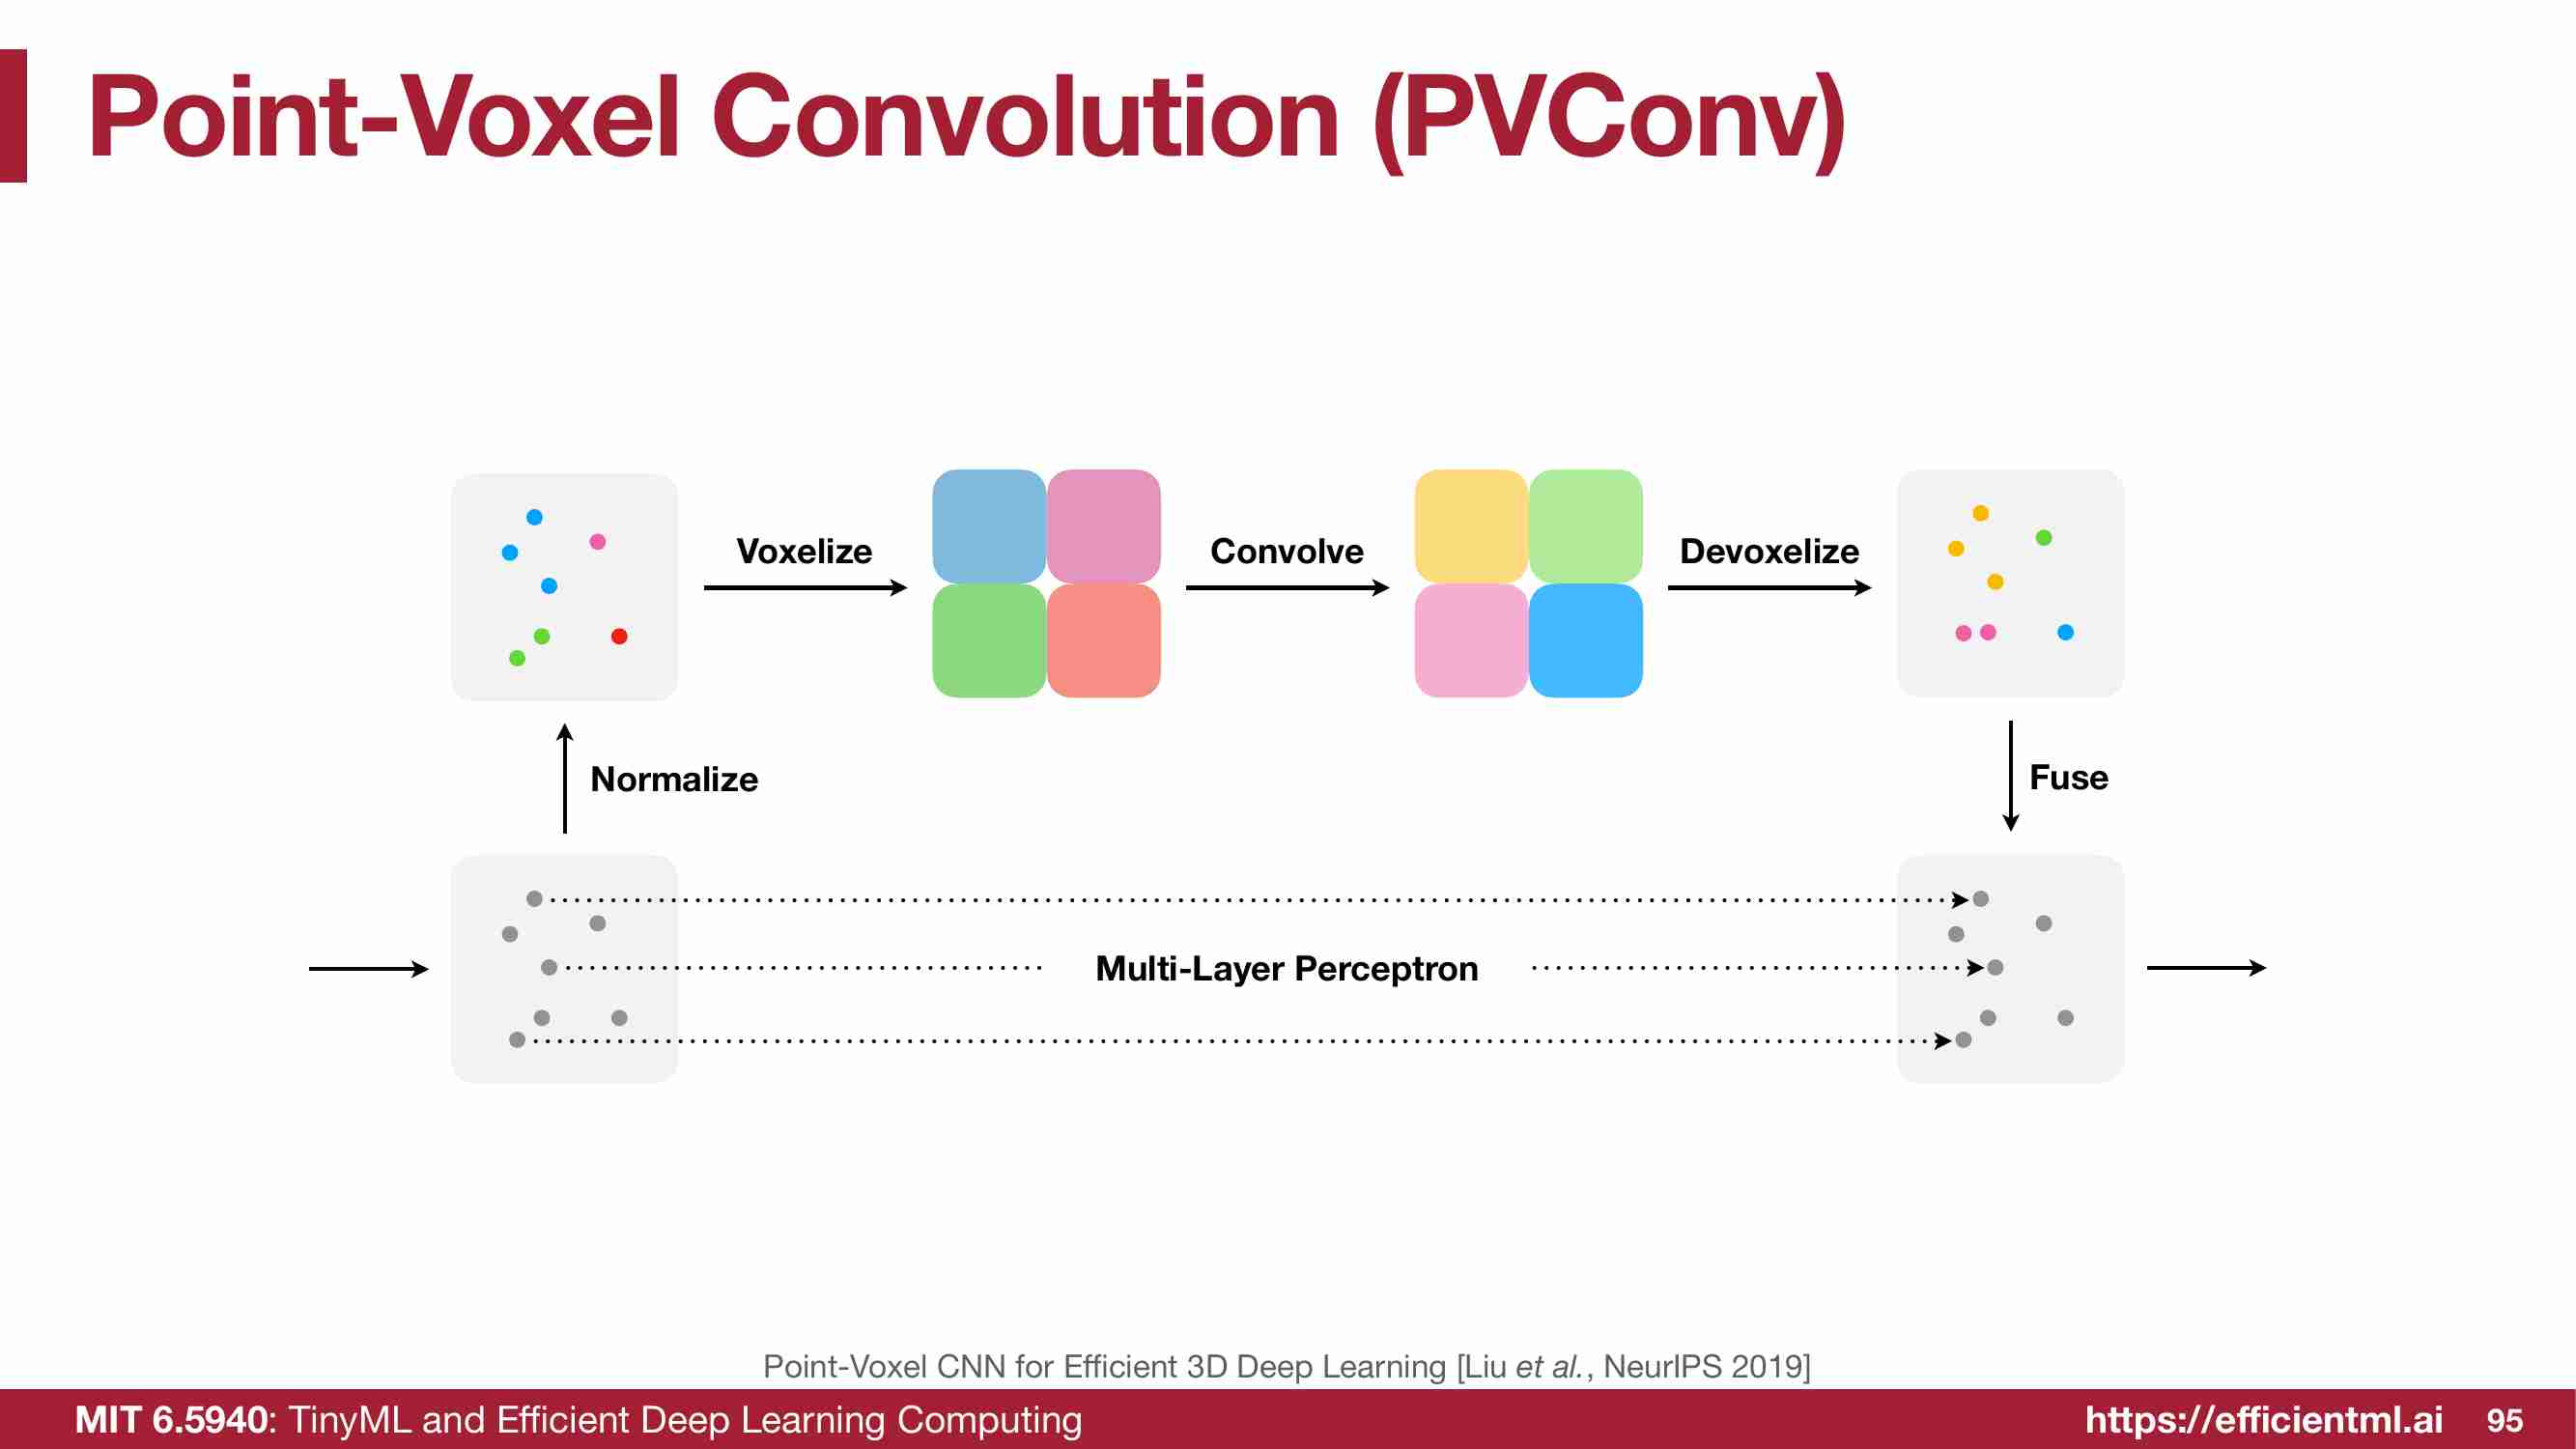 Point-Voxel Convolution (PVConv)
Voxelize
Convolve
Devoxelize
Normalize
Fuse
Multi-Layer Perceptron
Point-Voxel CNN for Efficient 3D Deep Learning [Liu et al., NeurIPS 2019]
MIT 6.5940: TinyML and Efficient Deep Learning Computing
https://efficientml.ai
95